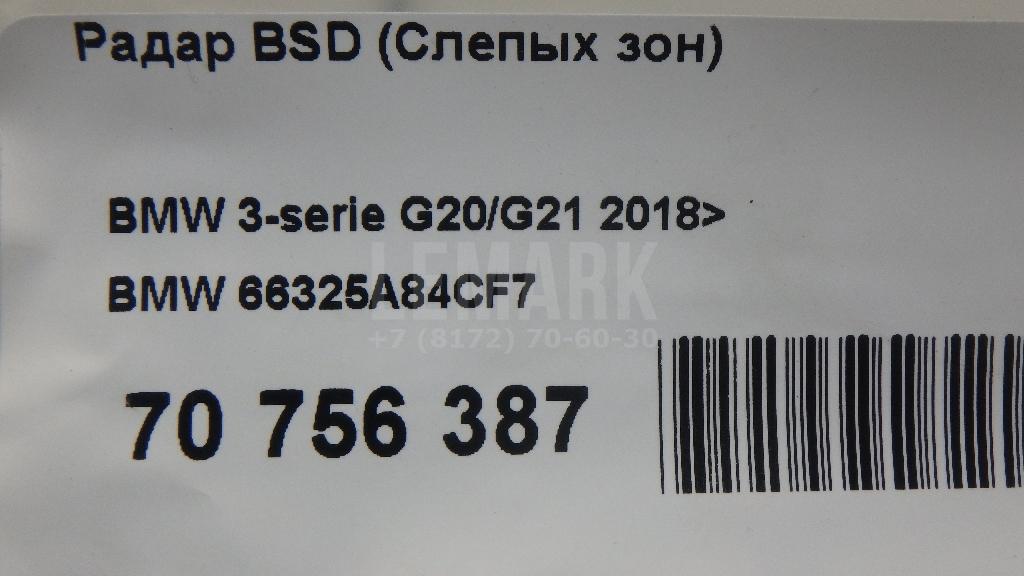 Радар BSD (Слепых зон)
BMW 3-serie G20/G21 2018>
BMW 66325A84CF7
LEMARK
+7 (8172) 70-60-30
70 756 387